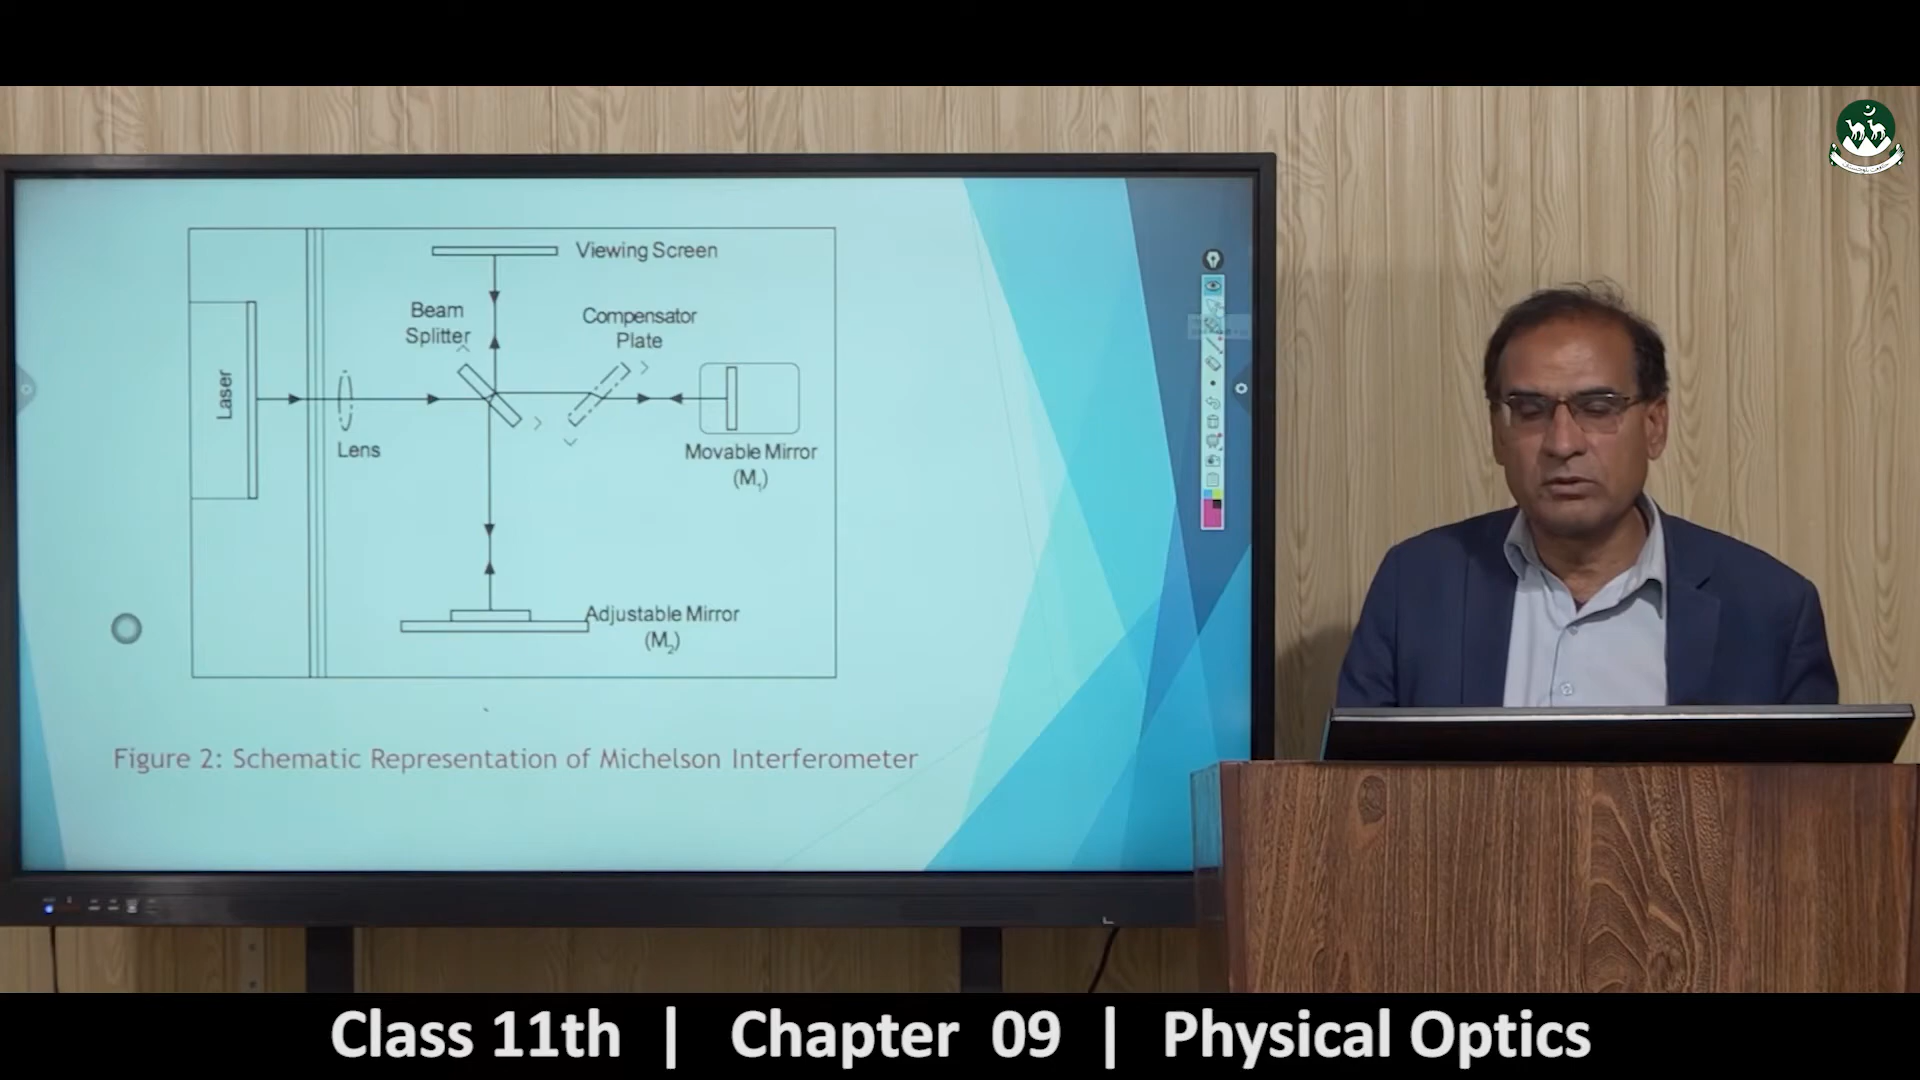 Viewing Screen
Beam
Splitter
Compensator
Plate
Laser
Lens
Movable Mirror
(M1)
Adjustable Mirror
(M2)
Figure 2: Schematic Representation of Michelson Interferometer
Class 11th | Chapter 09 | Physical Optics